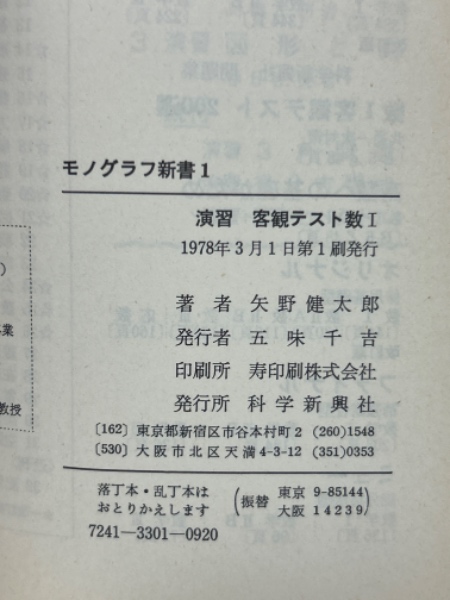 モノグラフ新書1
演習 客観テスト数I
1978年3月1日第1刷発行
著者 矢野健太郎
発行者 五味千吉
印刷所 寿印刷株式会社
発行所 科学新興社
〔162〕東京都新宿区市谷本村町2 (260)1548
〔530〕大阪市北区天満4-3-12 (351)0353
落丁本・乱丁本は
おとりかえします
(振替 東京 9-85144
大阪 14239)
7241—3301—0920
業
教授